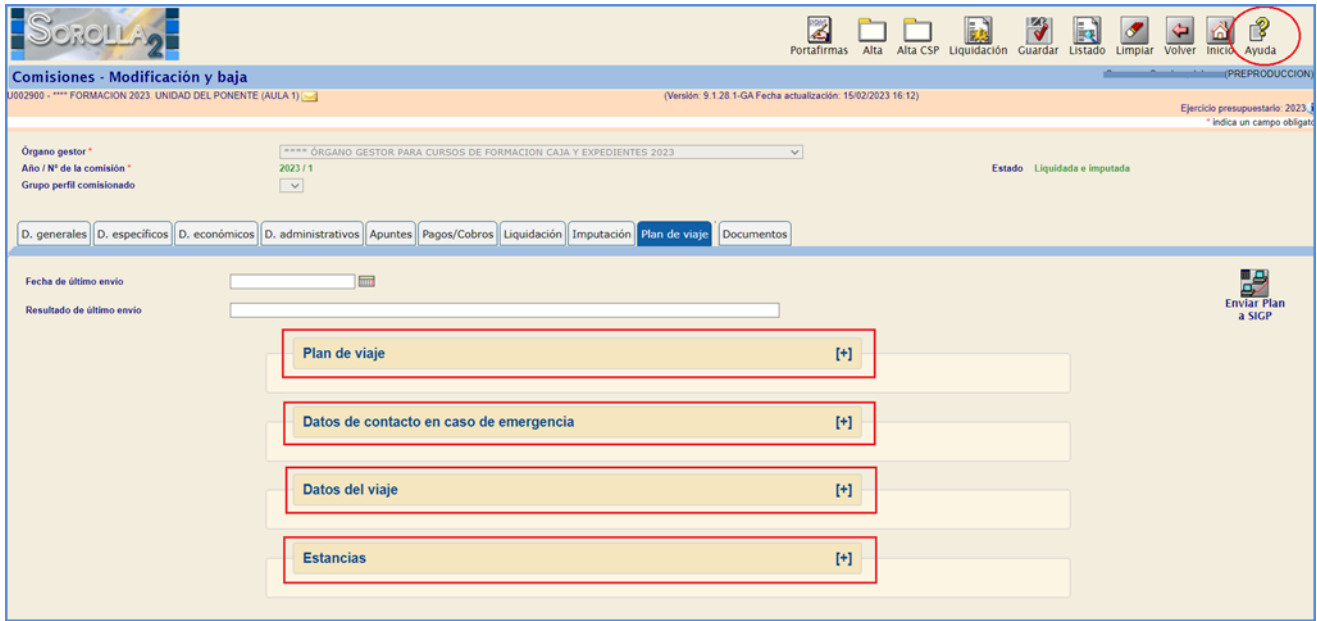 SOROLLA2
Portafirmas Alta Alta CSP Liquidación Guardar Listado Limpiar Volver Inicio Ayuda
Comisiones - Modificación y baja
(PREPRODUCCION)
U002900 - **** FORMACION 2023. UNIDAD DEL PONENTE (AULA 1)
(Versión: 9.1.28.1-GA Fecha actualización: 15/02/2023 16:12)
Ejercicio presupuestario: 2023
* indica un campo obligato
Órgano gestor * **** ÓRGANO GESTOR PARA CURSOS DE FORMACION CAJA Y EXPEDIENTES 2023
Año / Nº de la comisión * 2023 / 1 Estado Liquidada e imputada
Grupo perfil comisionado
D. generales D. específicos D. económicos D. administrativos Apuntes Pagos/Cobros Liquidación Imputación Plan de viaje Documentos
Fecha de último envío
Resultado de último envío
Enviar Plan
a SIGP
Plan de viaje [+]
Datos de contacto en caso de emergencia [+]
Datos del viaje [+]
Estancias [+]